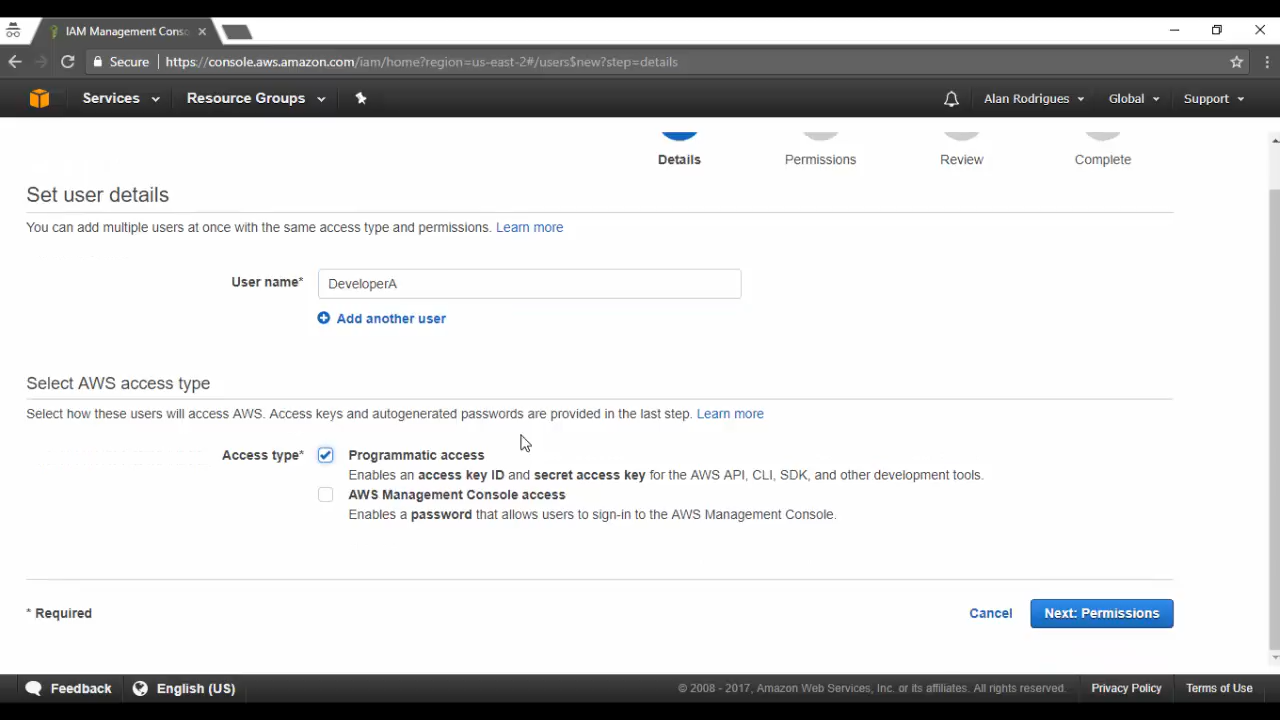 IAM Management Conso
Secure | https://console.aws.amazon.com/iam/home?region=us-east-2#/users$new?step=details
Services Resource Groups Alan Rodrigues Global Support
Details Permissions Review Complete
Set user details
You can add multiple users at once with the same access type and permissions. Learn more
User name* DeveloperA
Add another user
Select AWS access type
Select how these users will access AWS. Access keys and autogenerated passwords are provided in the last step. Learn more
Access type* Programmatic access
Enables an access key ID and secret access key for the AWS API, CLI, SDK, and other development tools.
AWS Management Console access
Enables a password that allows users to sign-in to the AWS Management Console.
* Required Cancel Next: Permissions
Feedback English (US) © 2008 - 2017, Amazon Web Services, Inc. or its affiliates. All rights reserved. Privacy Policy Terms of Use